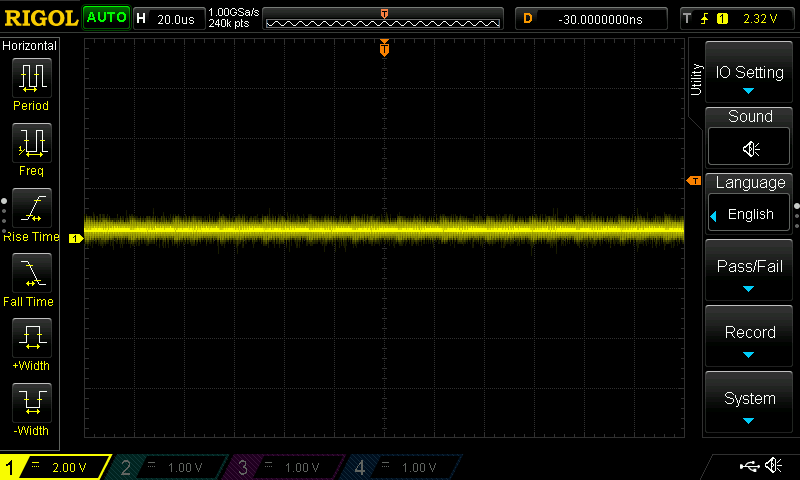 RIGOL AUTO H 20.0us 1.00GSa/s 240k pts T D -30.0000000ns T 1 2.32 V
Horizontal
Period
Freq
Rise Time
Fall Time
+Width
-Width
T
T
1
Utility
IO Setting
Sound
Language
English
Pass/Fail
Record
System
1 2.00 V 2 1.00 V 3 1.00 V 4 1.00 V